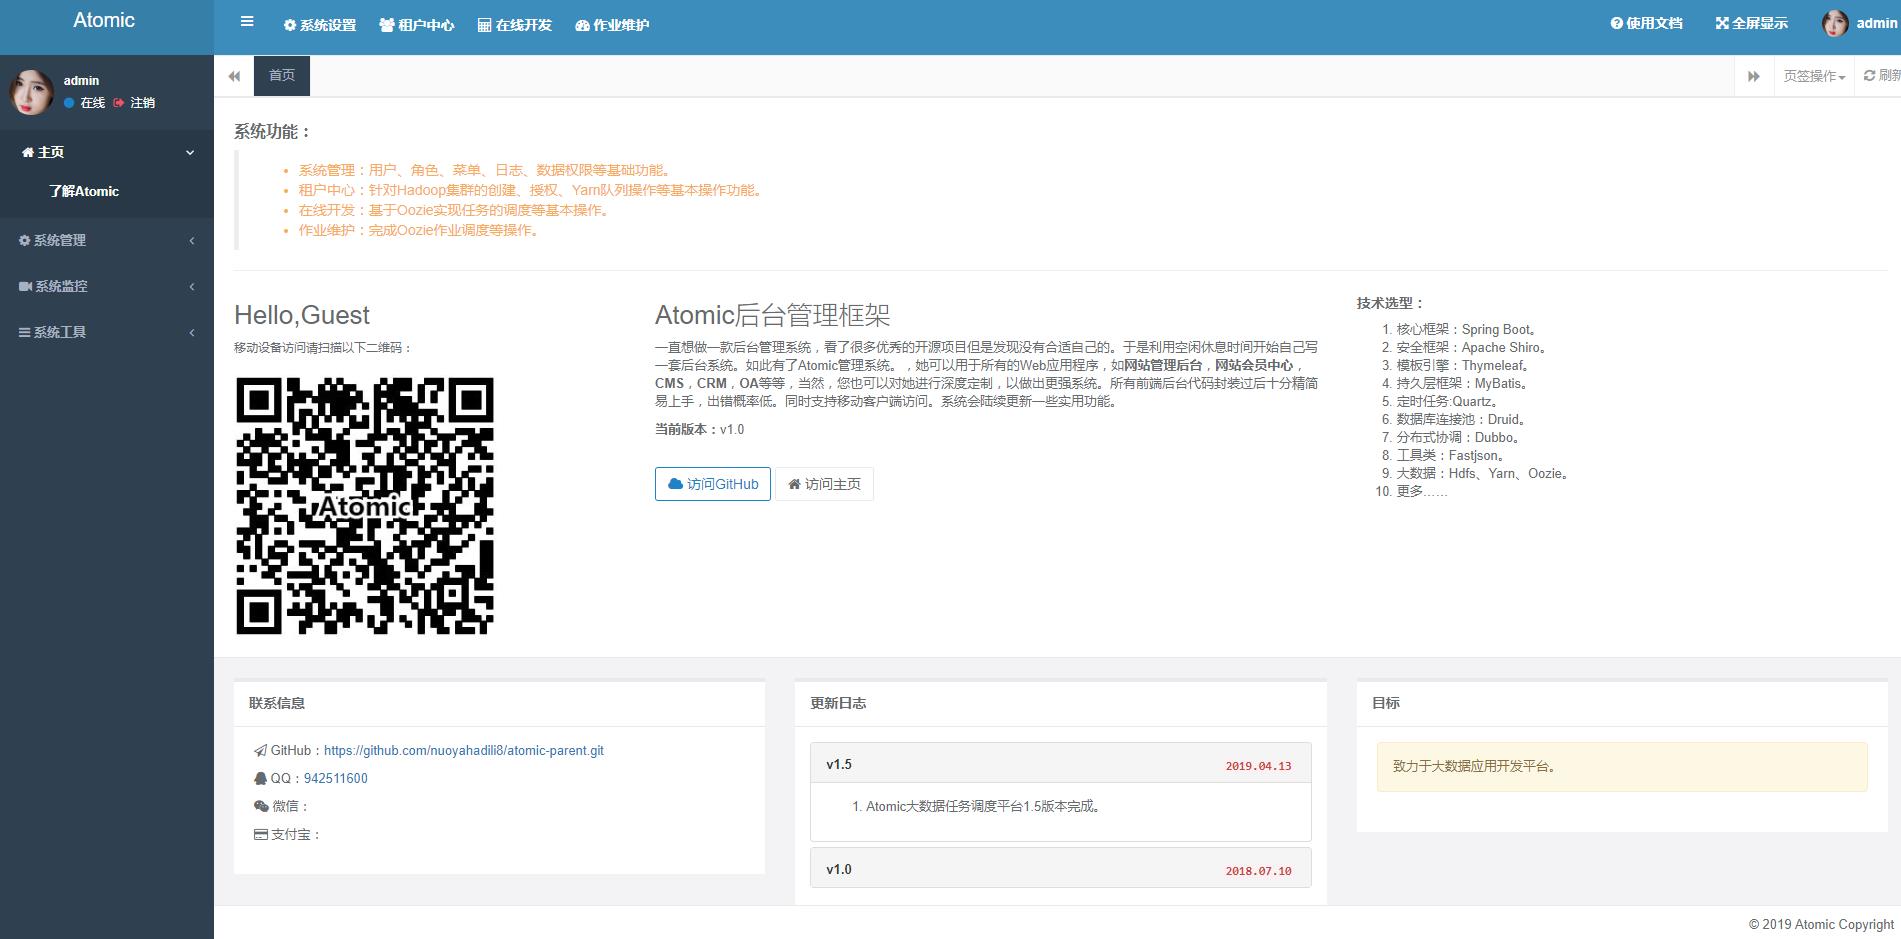 Atomic
系统设置 租户中心 在线开发 作业维护 使用文档 全屏显示 admin
admin
在线 注销
主页
了解Atomic
系统管理
系统监控
系统工具
首页 页签操作 刷新
系统功能：
系统管理：用户、角色、菜单、日志、数据权限等基础功能。
租户中心：针对Hadoop集群的创建、授权、Yarn队列操作等基本操作功能。
在线开发：基于Oozie实现任务的调度等基本操作。
作业维护：完成Oozie作业调度等操作。
Hello,Guest
移动设备访问请扫描以下二维码：
Atomic
Atomic后台管理框架
一直想做一款后台管理系统，看了很多优秀的开源项目但是发现没有合适自己的。于是利用空闲休息时间开始自己写
一套后台系统。如此有了Atomic管理系统。，她可以用于所有的Web应用程序，如网站管理后台，网站会员中心，
CMS，CRM，OA等等，当然，您也可以对她进行深度定制，以做出更强系统。所有前端后台代码封装过后十分精简
易上手，出错概率低。同时支持移动客户端访问。系统会陆续更新一些实用功能。
当前版本：v1.0
访问GitHub 访问主页
技术选型：
1. 核心框架：Spring Boot。
2. 安全框架：Apache Shiro。
3. 模板引擎：Thymeleaf。
4. 持久层框架：MyBatis。
5. 定时任务:Quartz。
6. 数据库连接池：Druid。
7. 分布式协调：Dubbo。
8. 工具类：Fastjson。
9. 大数据：Hdfs、Yarn、Oozie。
10. 更多……
联系信息
GitHub：https://github.com/nuoyahadili8/atomic-parent.git
QQ：942511600
微信：
支付宝：
更新日志
v1.5 2019.04.13
1. Atomic大数据任务调度平台1.5版本完成。
v1.0 2018.07.10
目标
致力于大数据应用开发平台。
© 2019 Atomic Copyright